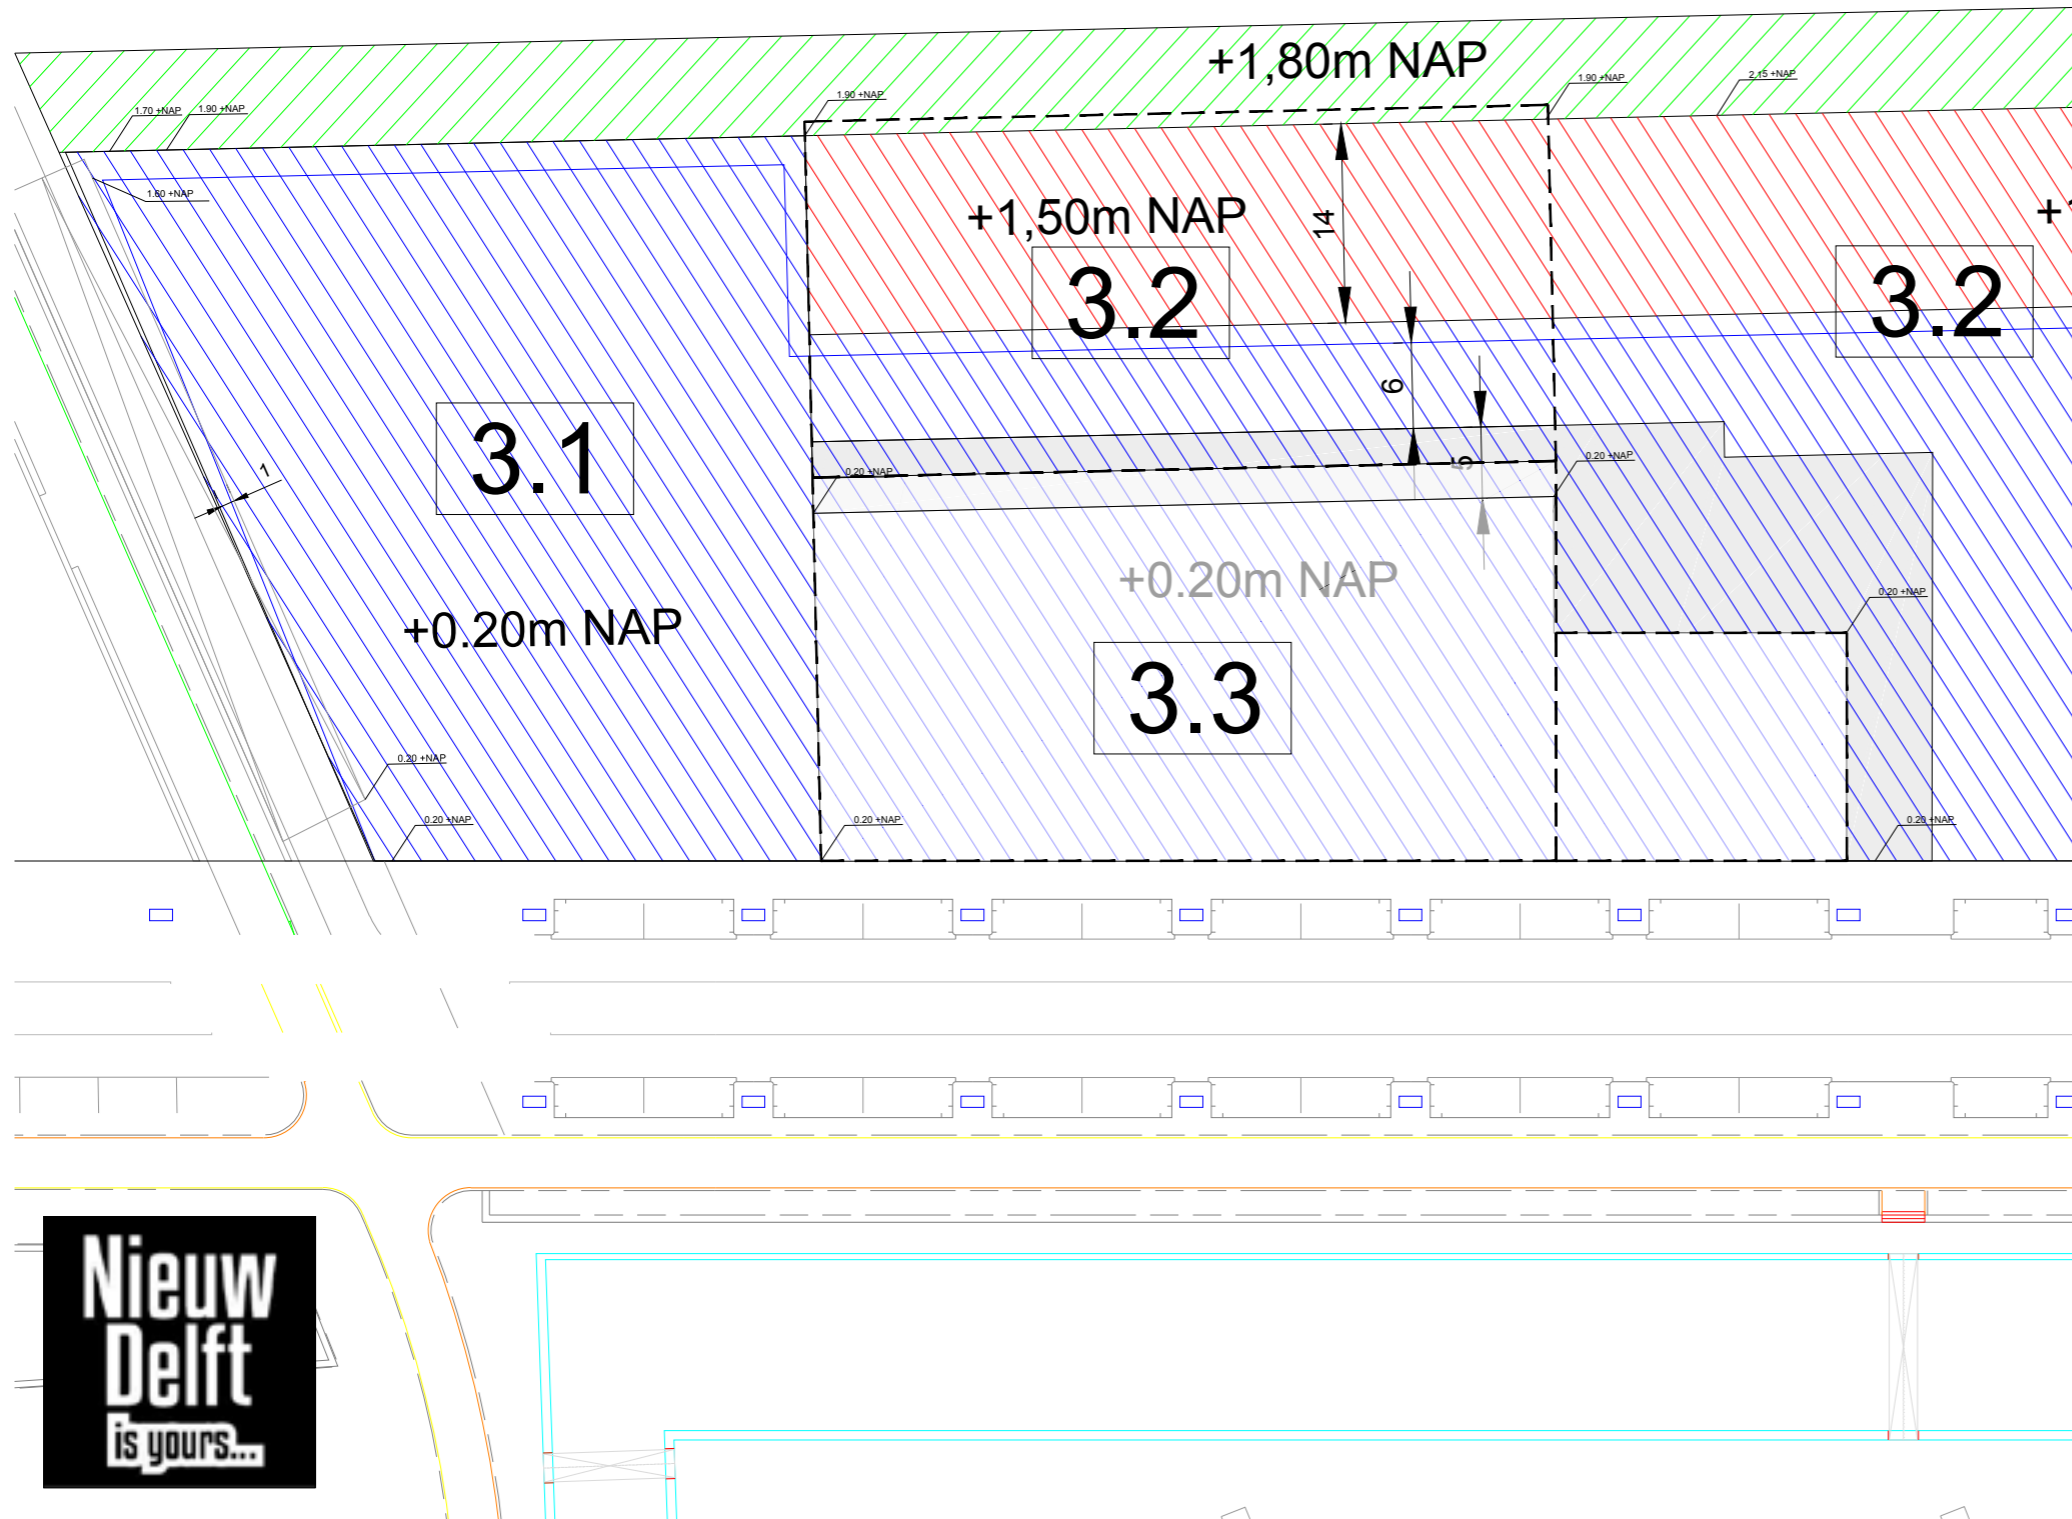 +1,80m NAP
1.90 +NAP
2.15 +NAP
1.90 +NAP
1.70 +NAP
1.90 +NAP
1.60 +NAP
+1,50m NAP
14
3.2
3.2
6
3.1
1
0.20 +NAP
5
0.20 +NAP
+0.20m NAP
0.20 +NAP
+0.20m NAP
3.3
0.20 +NAP
0.20 +NAP
0.20 +NAP
0.20 +NAP
Nieuw
Delft
is yours...